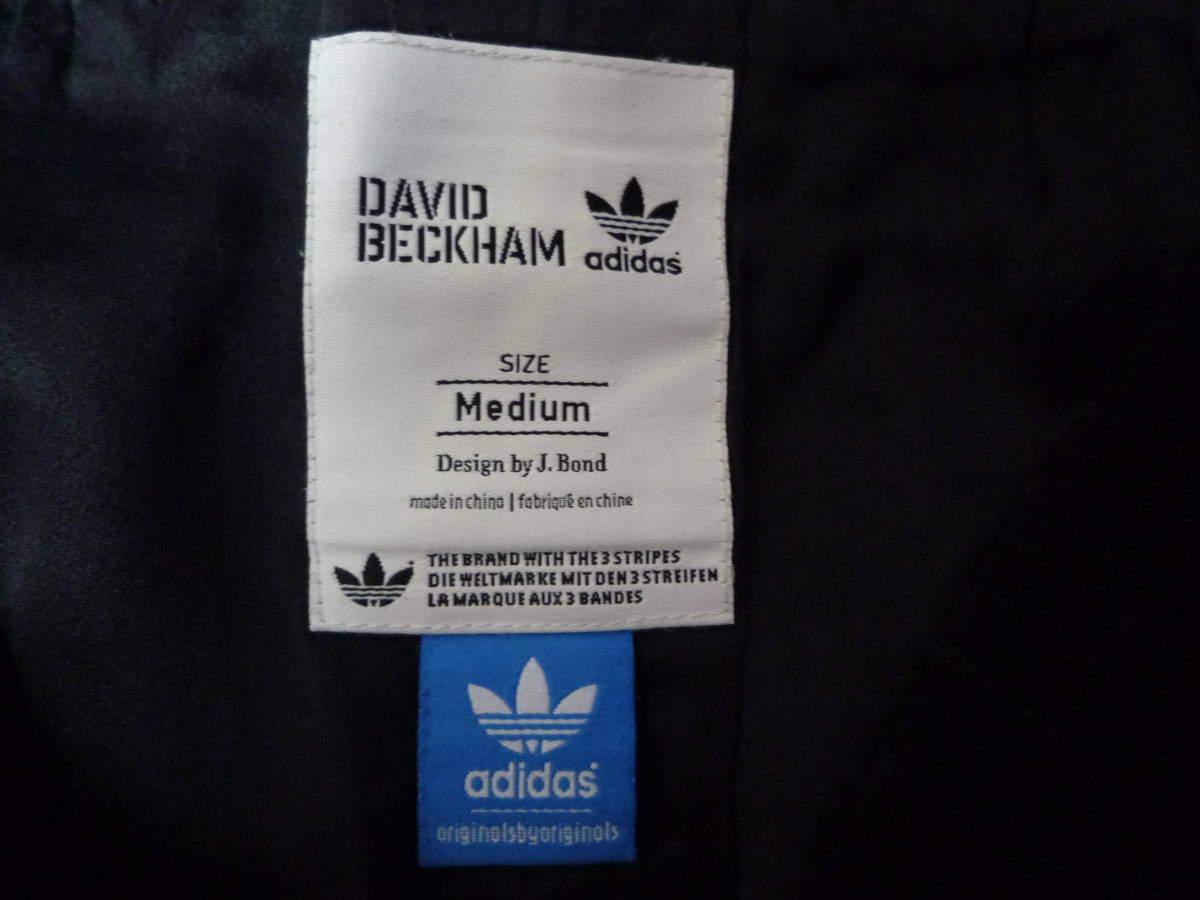 DAVID
BECKHAM
adidas
SIZE
Medium
Design by J. Bond
made in china | fabriqué en chine
THE BRAND WITH THE 3 STRIPES
DIE WELTMARKE MIT DEN 3 STREIFEN
LA MARQUE AUX 3 BANDES
adidas
originalsbyoriginals